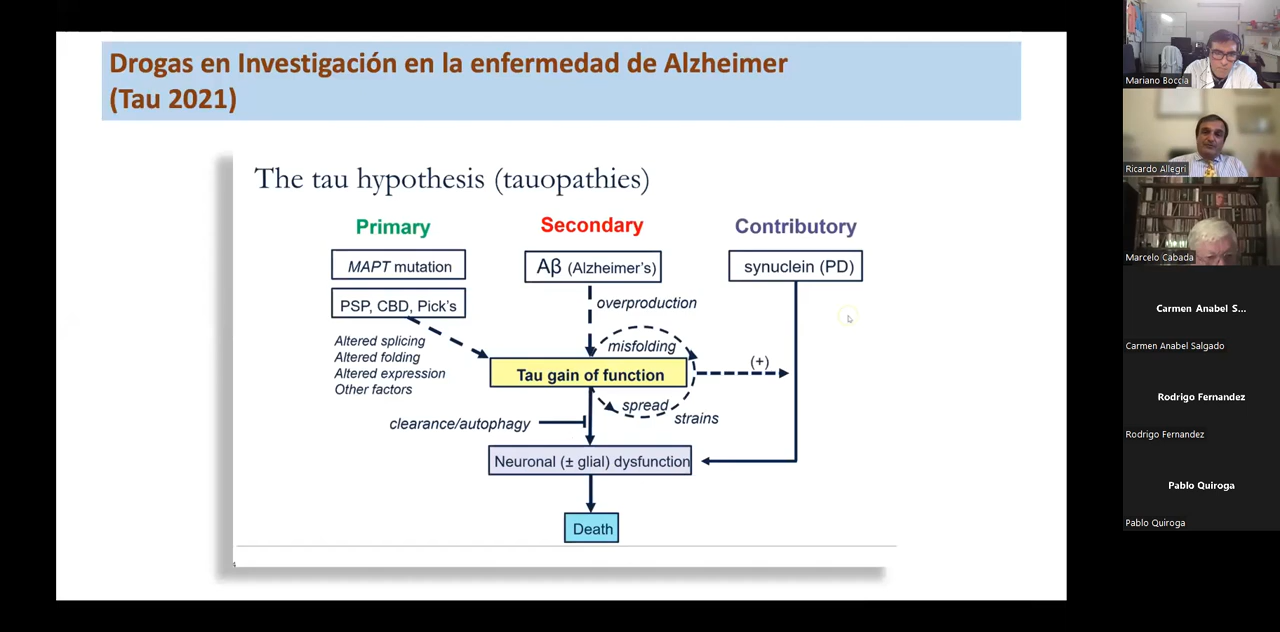 Drogas en Investigación en la enfermedad de Alzheimer
(Tau 2021)
The tau hypothesis (tauopathies)
Primary
Secondary
Contributory
MAPT mutation
Aβ (Alzheimer's)
synuclein (PD)
PSP, CBD, Pick's
overproduction
Altered splicing
Altered folding
Altered expression
Other factors
misfolding
Tau gain of function
(+)
spread
strains
clearance/autophagy
Neuronal (± glial) dysfunction
Death
Mariano Boccia
Ricardo Allegri
Marcelo Cabada
Carmen Anabel S...
Carmen Anabel Salgado
Rodrigo Fernandez
Rodrigo Fernandez
Pablo Quiroga
Pablo Quiroga